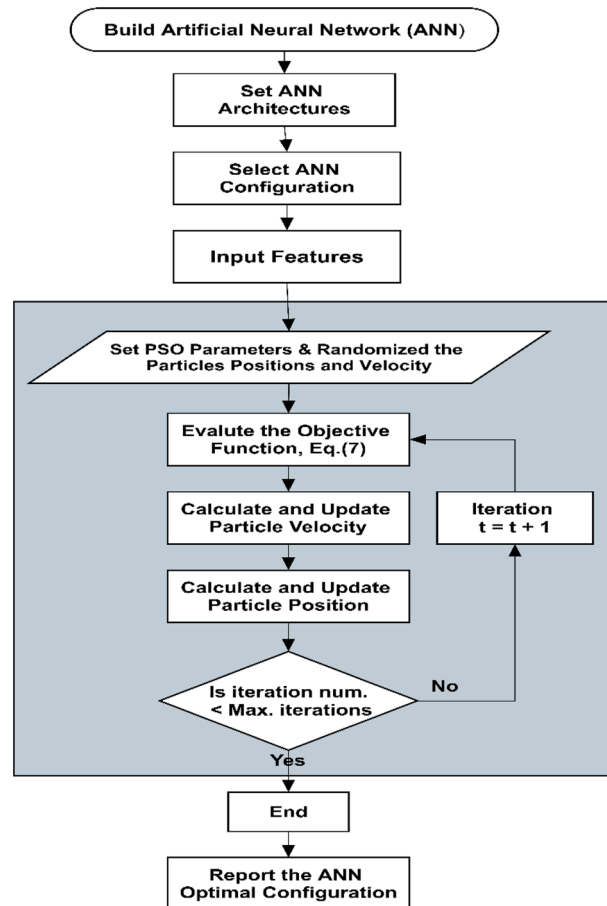 Build Artificial Neural Network (ANN)
Set ANN
Architectures
Select ANN
Configuration
Input Features
Set PSO Parameters & Randomized the
Particles Positions and Velocity
Evalute the Objective
Function, Eq.(7)
Calculate and Update
Particle Velocity
Iteration
t = t + 1
Calculate and Update
Particle Position
Is iteration num.
< Max. iterations
No
Yes
End
Report the ANN
Optimal Configuration